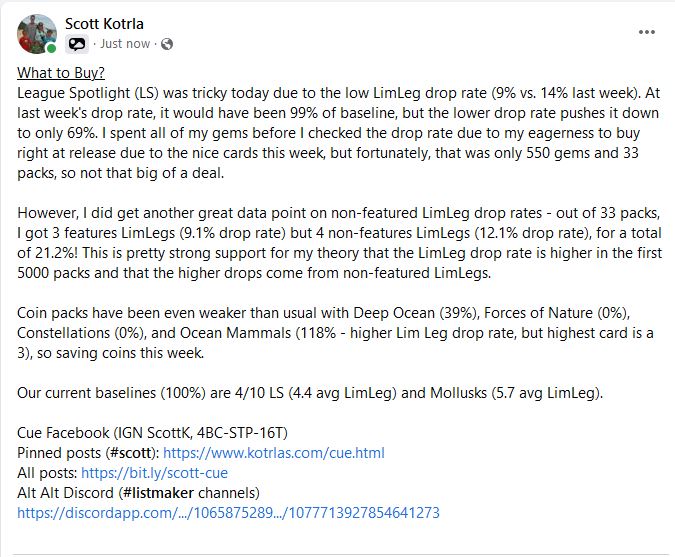 Scott Kotrla
· Just now ·
What to Buy?
League Spotlight (LS) was tricky today due to the low LimLeg drop rate (9% vs. 14% last week). At
last week's drop rate, it would have been 99% of baseline, but the lower drop rate pushes it down
to only 69%. I spent all of my gems before I checked the drop rate due to my eagerness to buy
right at release due to the nice cards this week, but fortunately, that was only 550 gems and 33
packs, so not that big of a deal.
However, I did get another great data point on non-featured LimLeg drop rates - out of 33 packs,
I got 3 features LimLegs (9.1% drop rate) but 4 non-features LimLegs (12.1% drop rate), for a total
of 21.2%! This is pretty strong support for my theory that the LimLeg drop rate is higher in the first
5000 packs and that the higher drops come from non-featured LimLegs.
Coin packs have been even weaker than usual with Deep Ocean (39%), Forces of Nature (0%),
Constellations (0%), and Ocean Mammals (118% - higher Lim Leg drop rate, but highest card is a
3), so saving coins this week.
Our current baselines (100%) are 4/10 LS (4.4 avg LimLeg) and Mollusks (5.7 avg LimLeg).
Cue Facebook (IGN ScottK, 4BC-STP-16T)
Pinned posts (#scott): https://www.kotrlas.com/cue.html
All posts: https://bit.ly/scott-cue
Alt Alt Discord (#listmaker channels)
https://discordapp.com/.../1065875289.../1077713927854641273